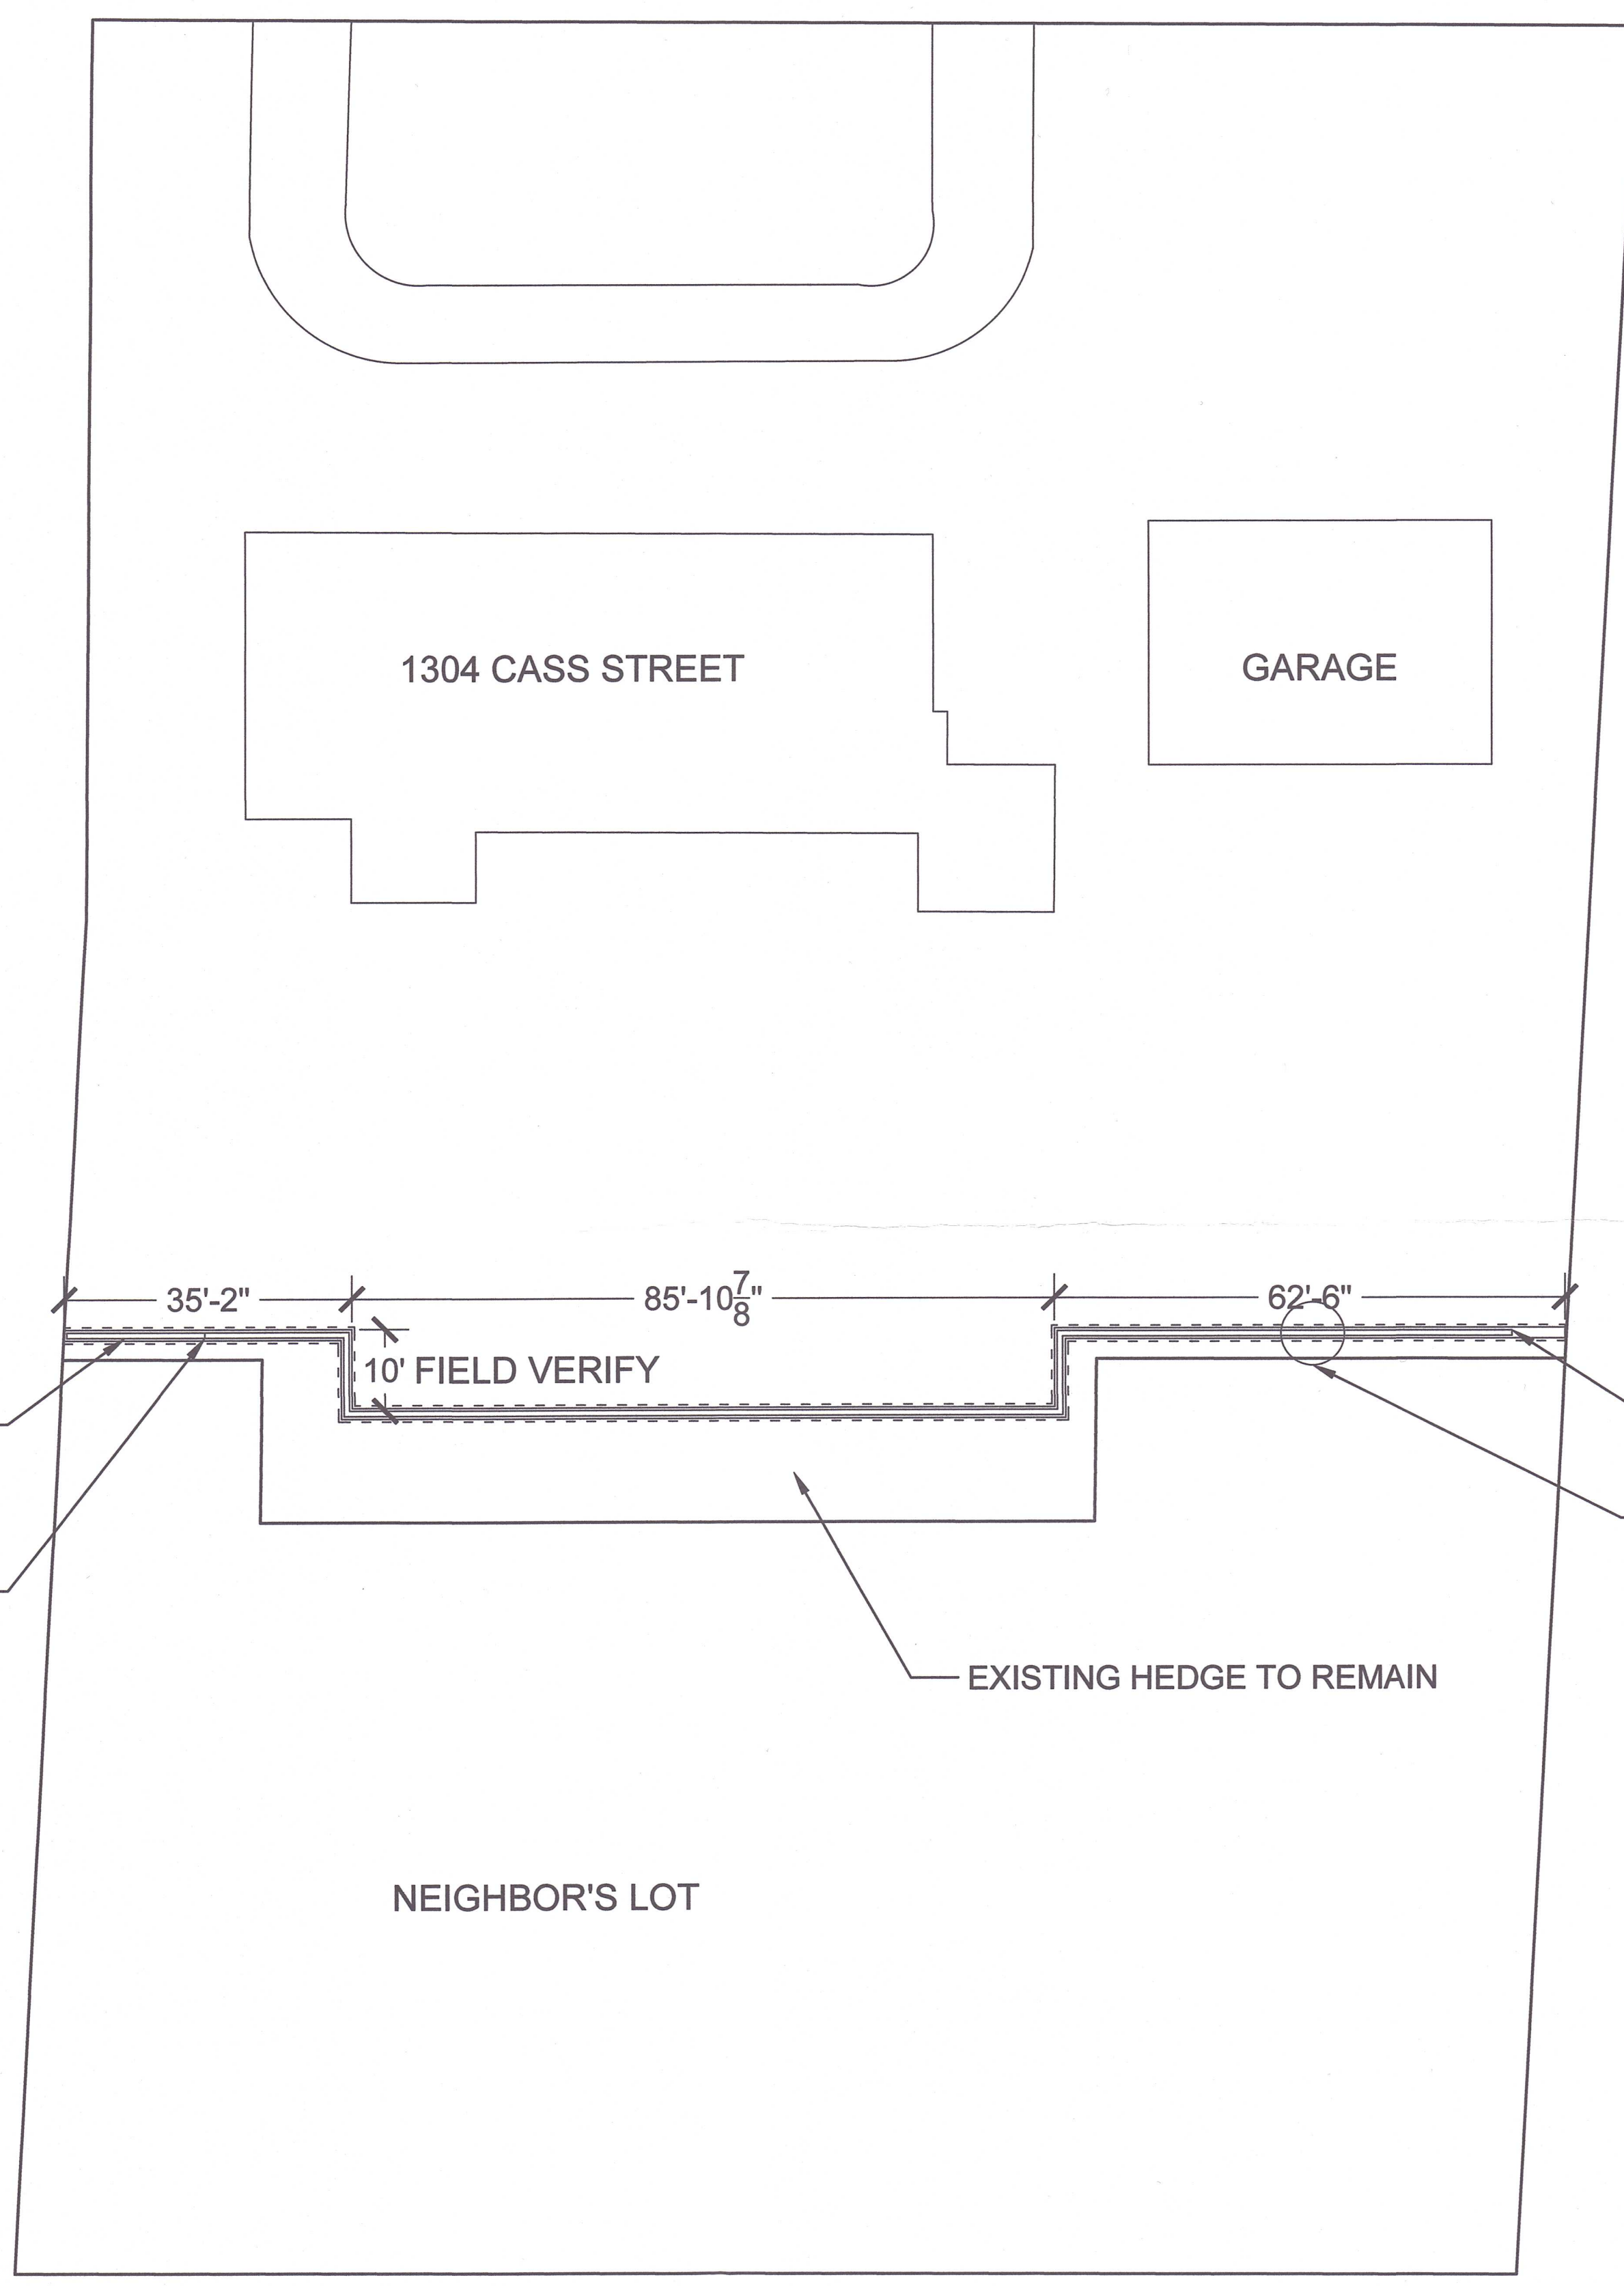 1304 CASS STREET
GARAGE
35'-2"
85'-10 7/8"
62'-6"
10' FIELD VERIFY
EXISTING HEDGE TO REMAIN
NEIGHBOR'S LOT